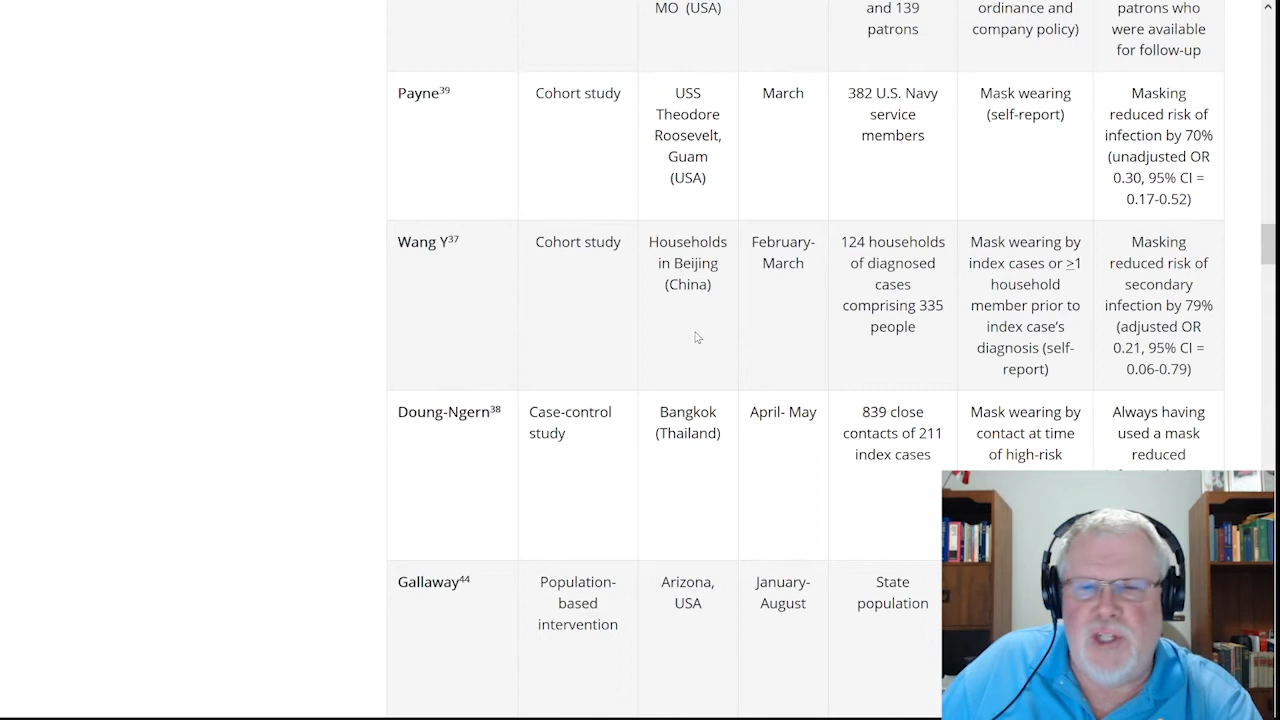 MO (USA)
and 139
patrons
ordinance and
company policy)
patrons who
were available
for follow-up
Payne39
Cohort study
USS
Theodore
Roosevelt,
Guam
(USA)
March
382 U.S. Navy
service
members
Mask wearing
(self-report)
Masking
reduced risk of
infection by 70%
(unadjusted OR
0.30, 95% CI =
0.17-0.52)
Wang Y37
Cohort study
Households
in Beijing
(China)
February-
March
124 households
of diagnosed
cases
comprising 335
people
Mask wearing by
index cases or ≥1
household
member prior to
index case’s
diagnosis (self-
report)
Masking
reduced risk of
secondary
infection by 79%
(adjusted OR
0.21, 95% CI =
0.06-0.79)
Doung-Ngern38
Case-control
study
Bangkok
(Thailand)
April- May
839 close
contacts of 211
index cases
Mask wearing by
contact at time
of high-risk
Always having
used a mask
reduced
Gallaway44
Population-
based
intervention
Arizona,
USA
January-
August
State
population